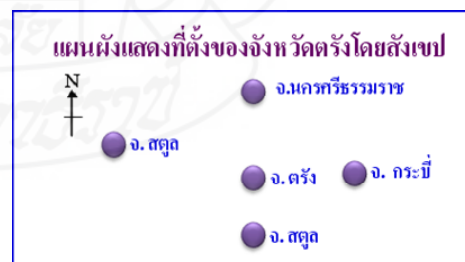 แผนผังแสดงที่ตั้งของจังหวัดตรังโดยสังเขป
N
จ.นครศรีธรรมราช
จ. สตูล
จ. ตรัง
จ. กระบี่
จ. สตูล